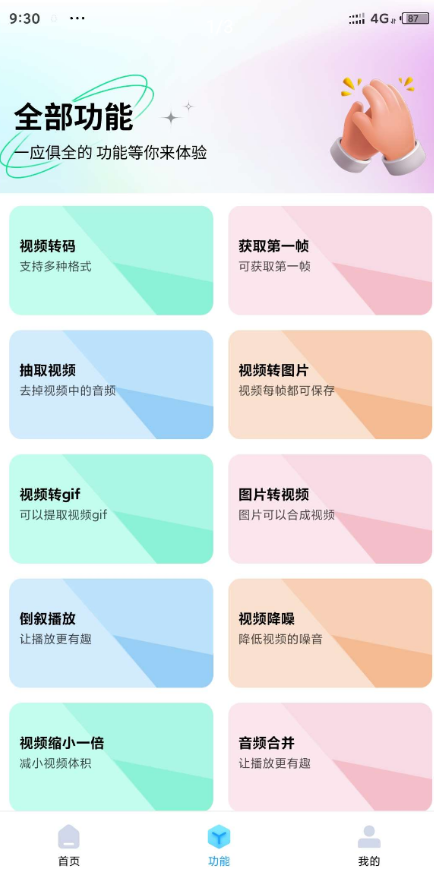 9:30
4G
87
全部功能
一应俱全的 功能等你来体验
视频转码
支持多种格式
获取第一帧
可获取第一帧
抽取视频
去掉视频中的音频
视频转图片
视频每帧都可保存
视频转gif
可以提取视频gif
图片转视频
图片可以合成视频
倒叙播放
让播放更有趣
视频降噪
降低视频的噪音
视频缩小一倍
减小视频体积
音频合并
让播放更有趣
首页
功能
我的